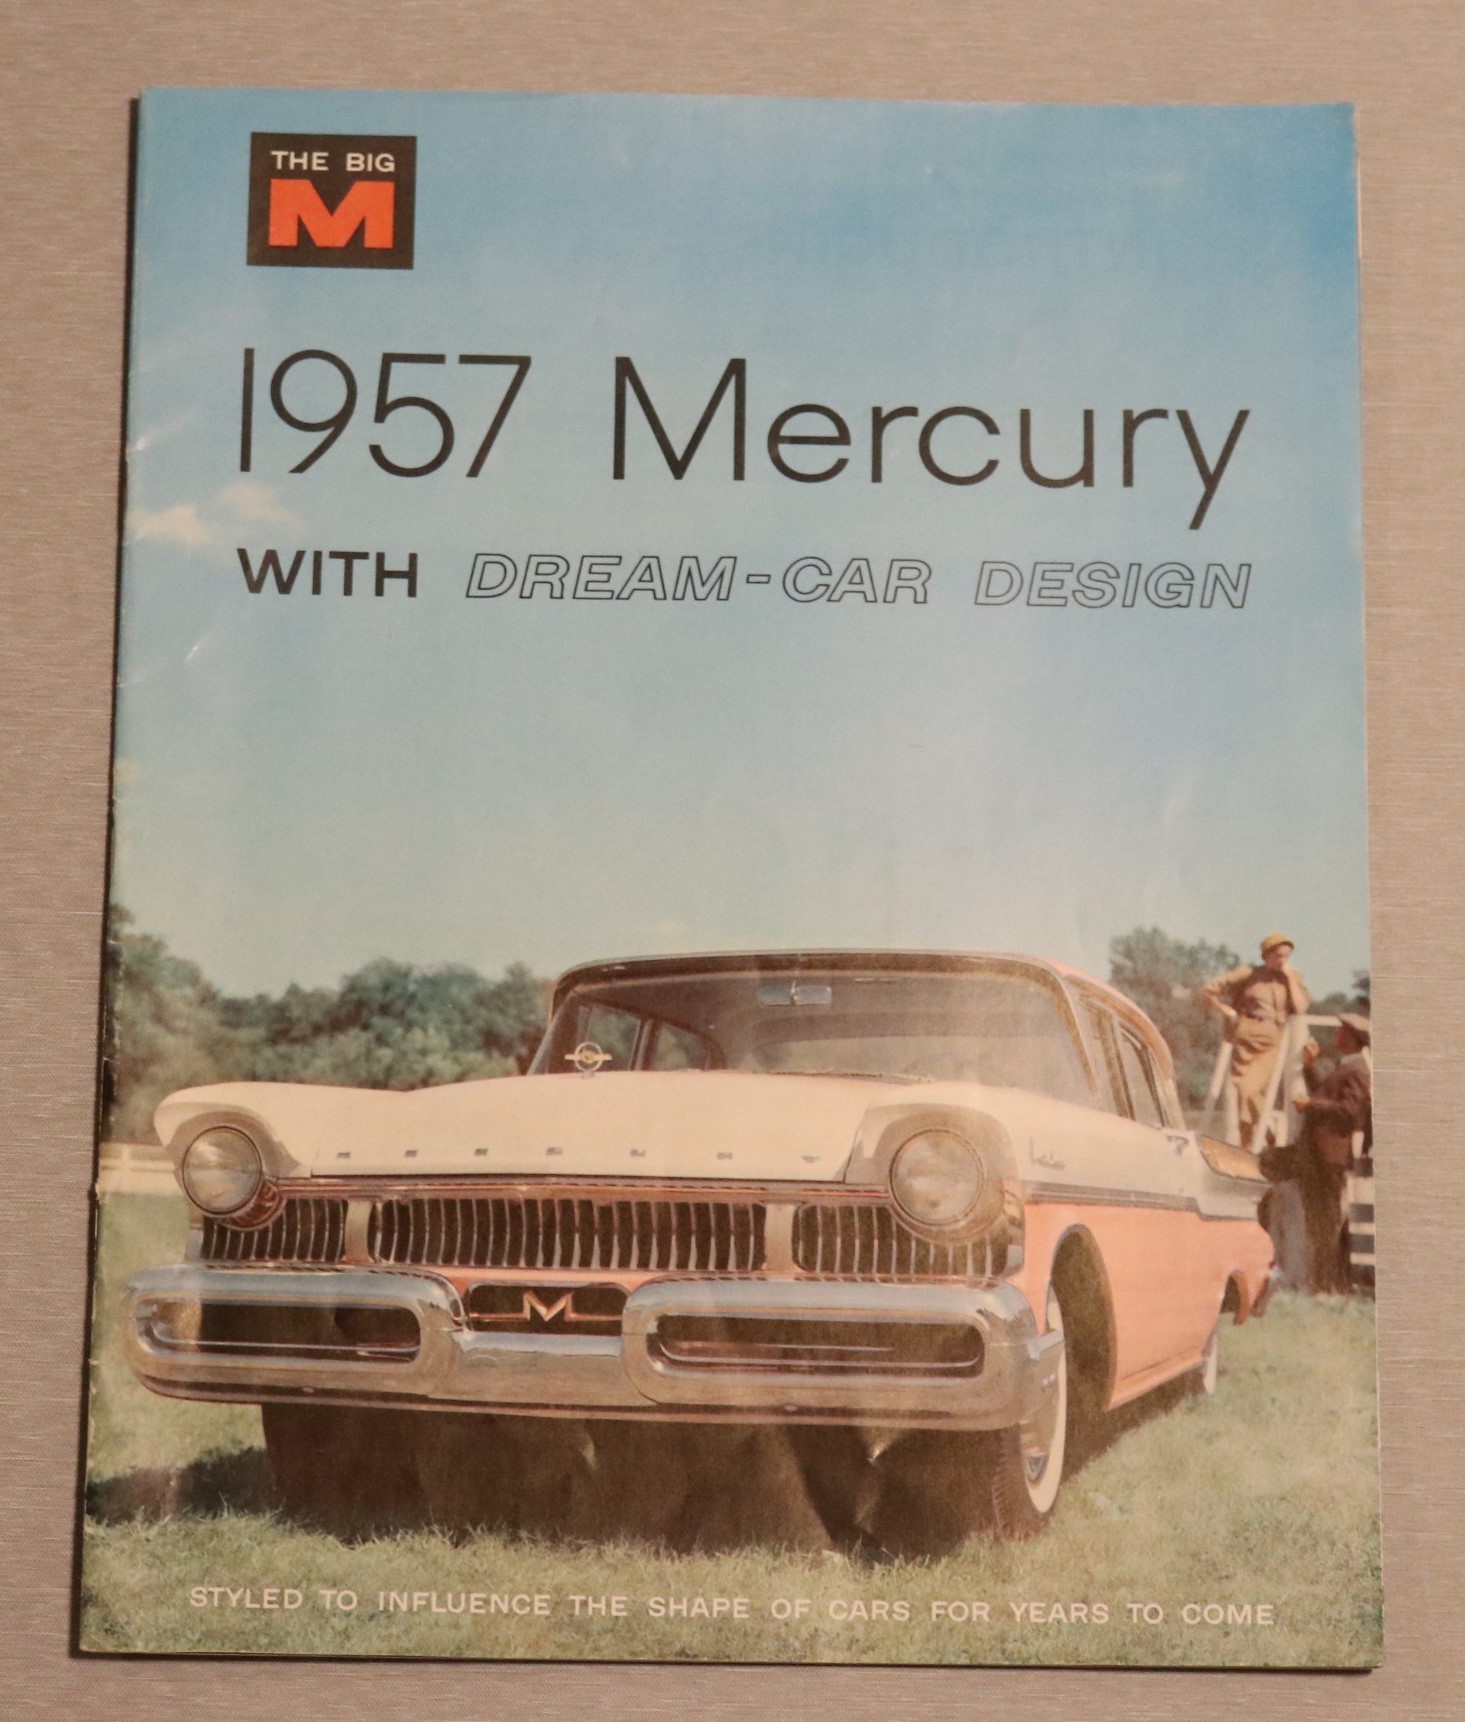 THE BIG
M
1957 Mercury
WITH DREAM-CAR DESIGN
MERCURY
M
STYLED TO INFLUENCE THE SHAPE OF CARS FOR YEARS TO COME